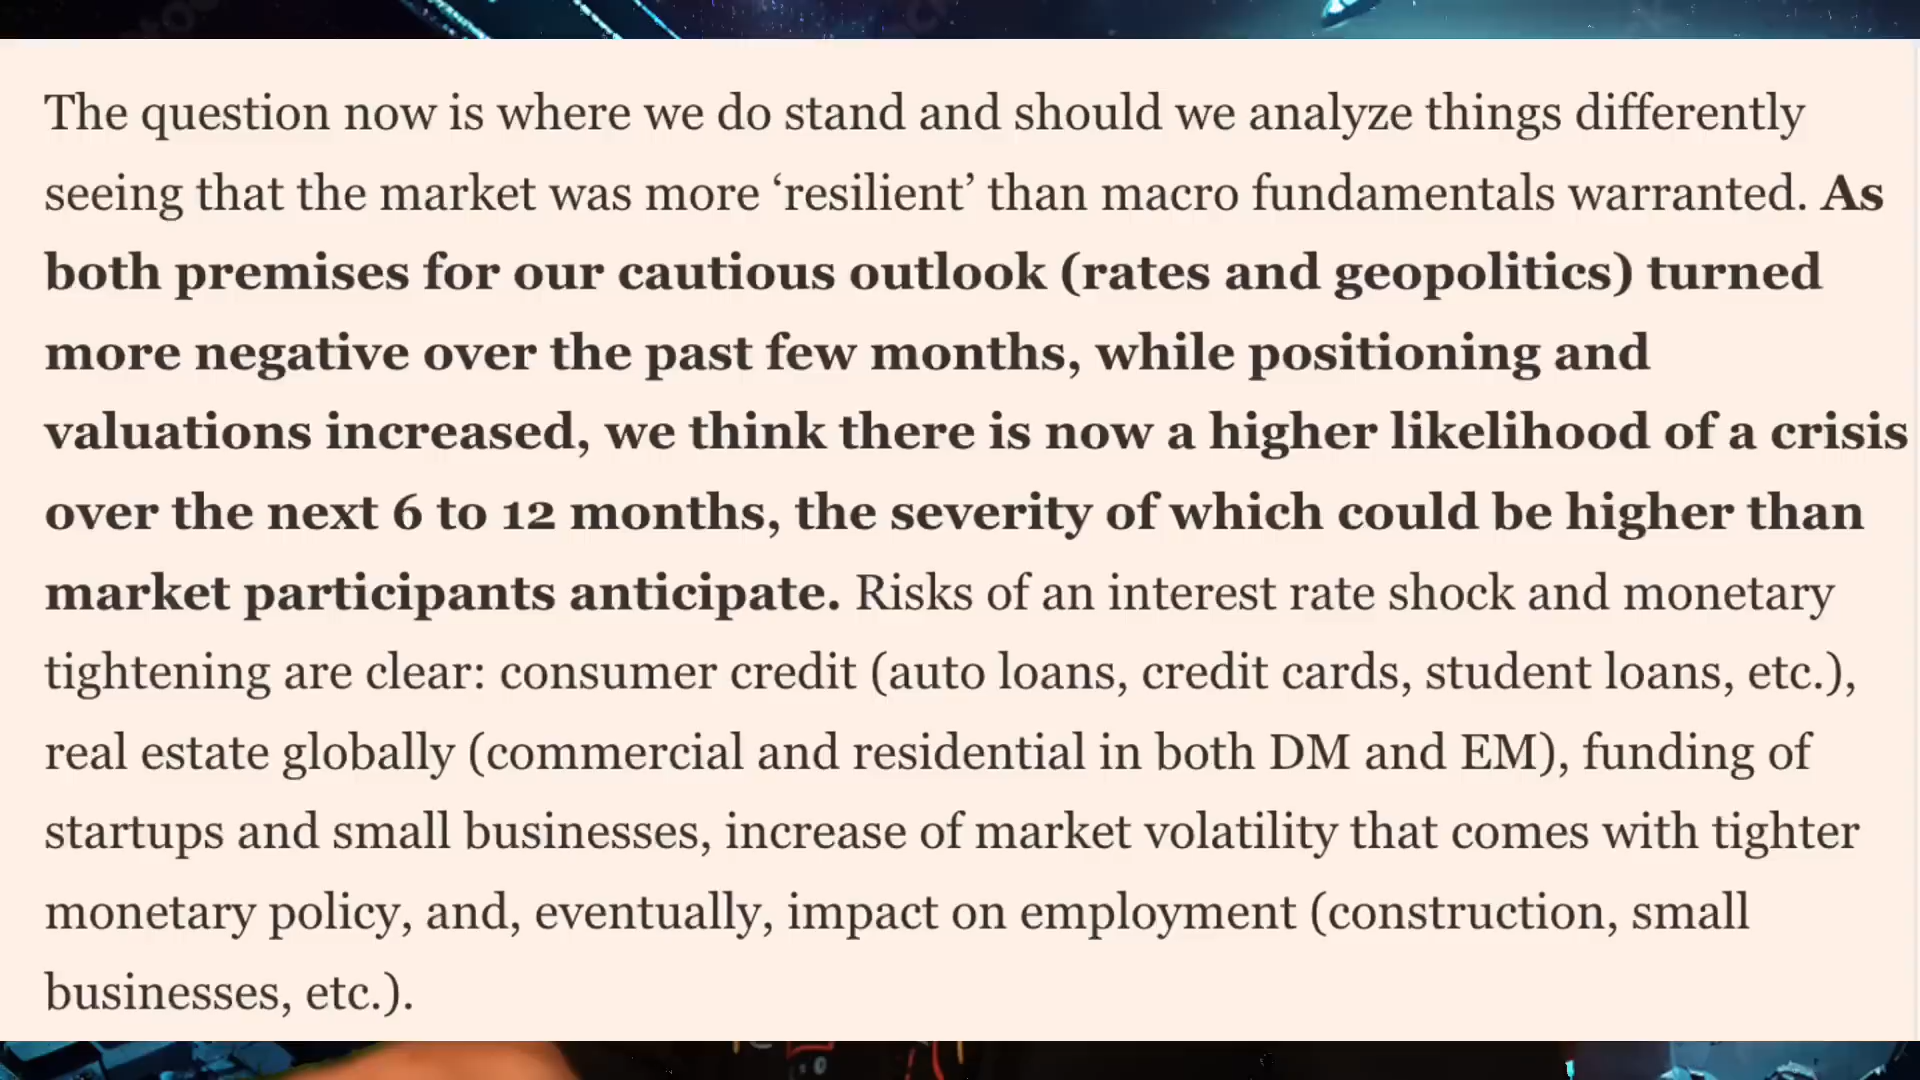 The question now is where we do stand and should we analyze things differently
seeing that the market was more ‘resilient’ than macro fundamentals warranted. As
both premises for our cautious outlook (rates and geopolitics) turned
more negative over the past few months, while positioning and
valuations increased, we think there is now a higher likelihood of a crisis
over the next 6 to 12 months, the severity of which could be higher than
market participants anticipate. Risks of an interest rate shock and monetary
tightening are clear: consumer credit (auto loans, credit cards, student loans, etc.),
real estate globally (commercial and residential in both DM and EM), funding of
startups and small businesses, increase of market volatility that comes with tighter
monetary policy, and, eventually, impact on employment (construction, small
businesses, etc.).